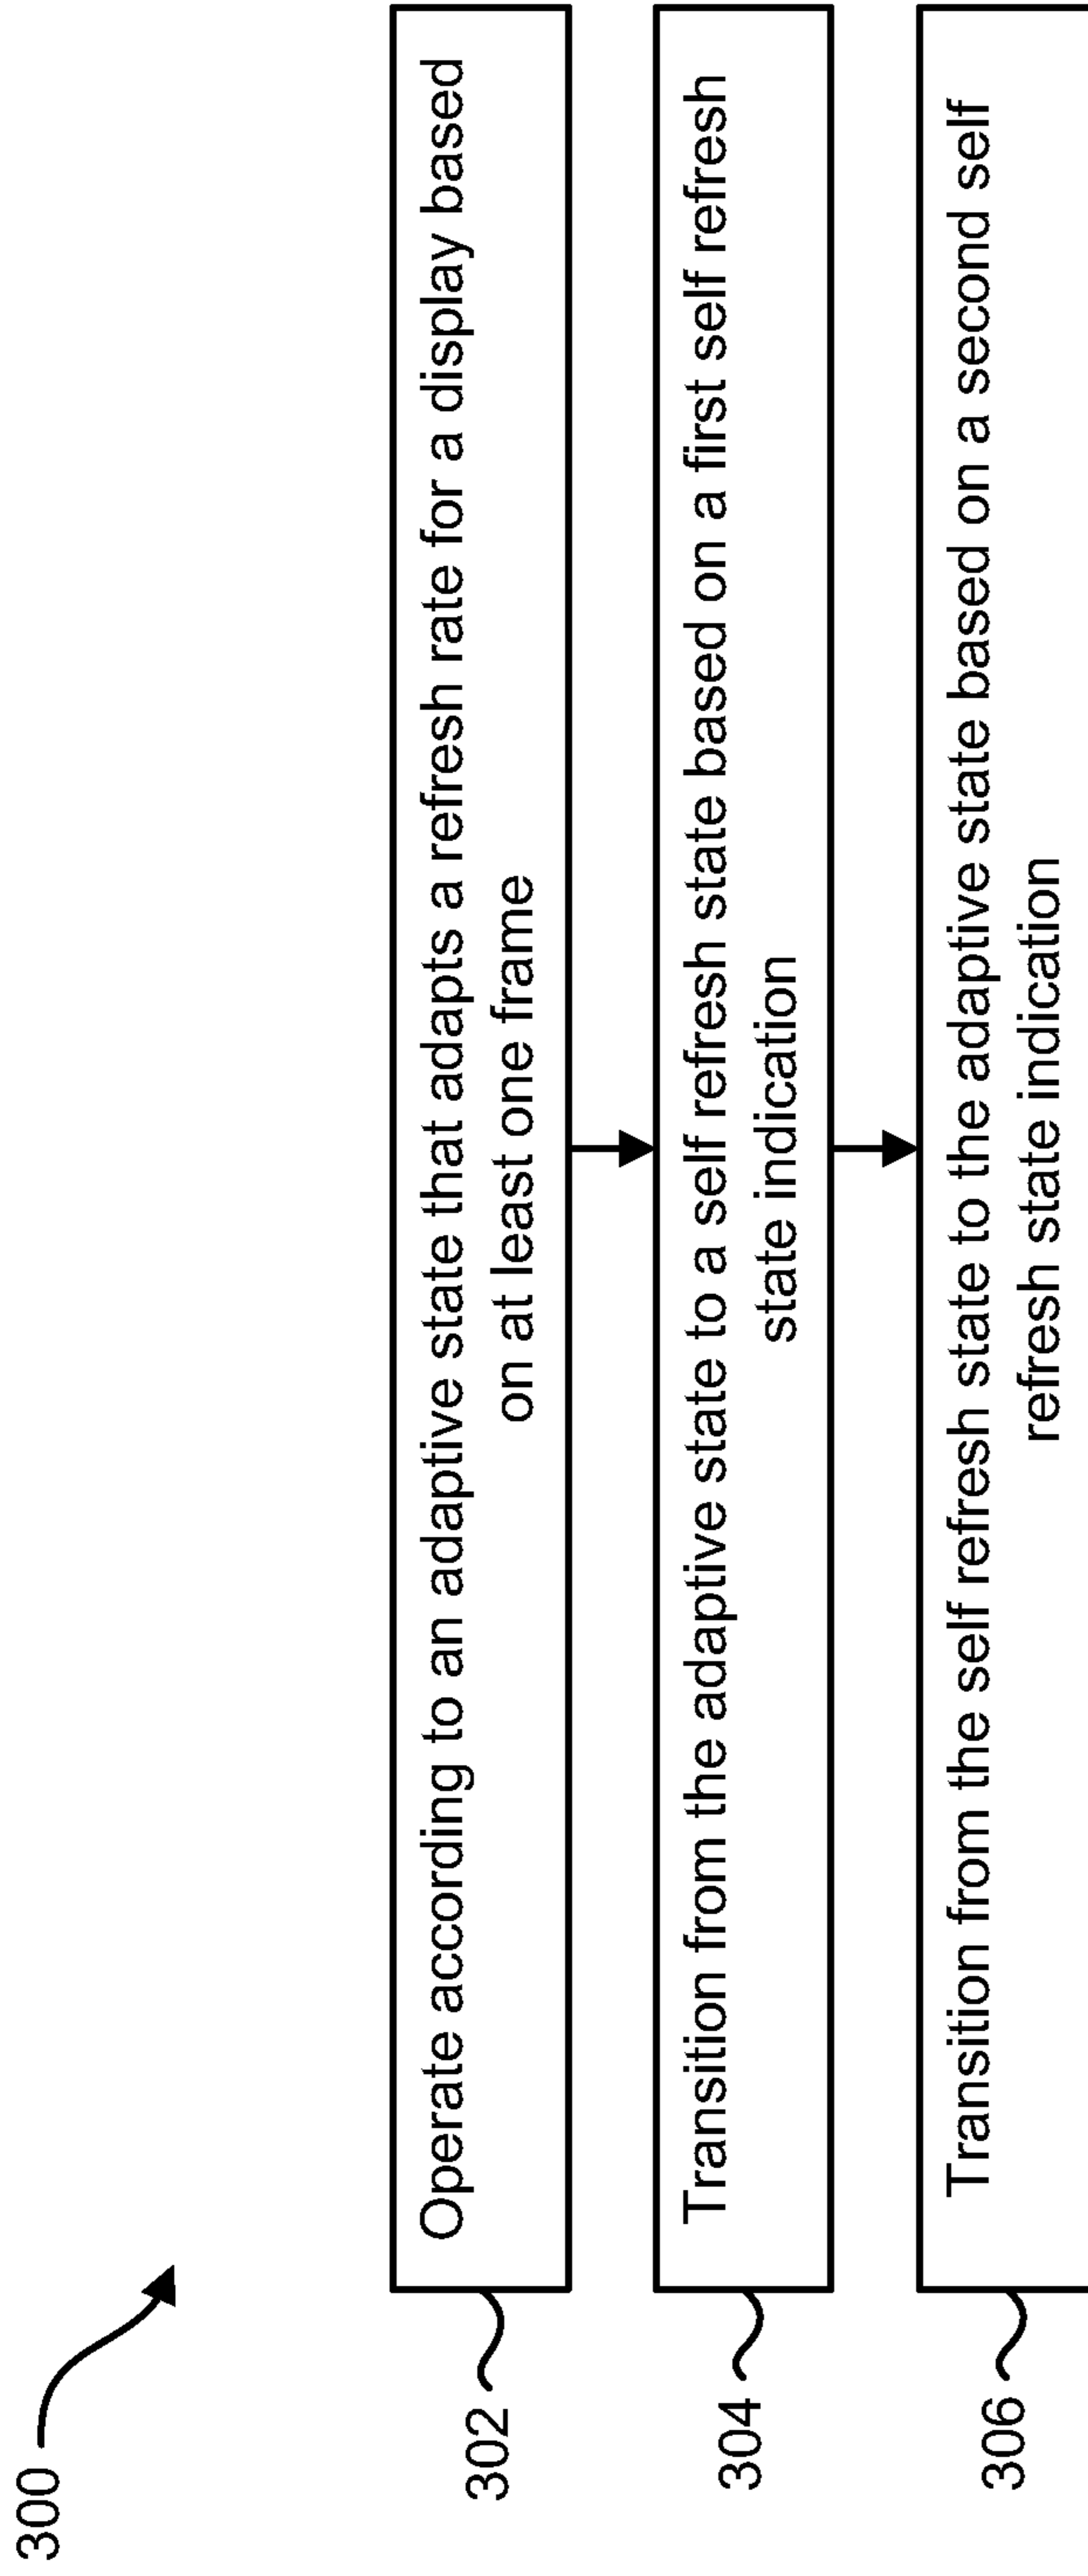 300
302
Operate according to an adaptive state that adapts a refresh rate for a display based
on at least one frame
304
Transition from the adaptive state to a self refresh state based on a first self refresh
state indication
306
Transition from the self refresh state to the adaptive state based on a second self
refresh state indication